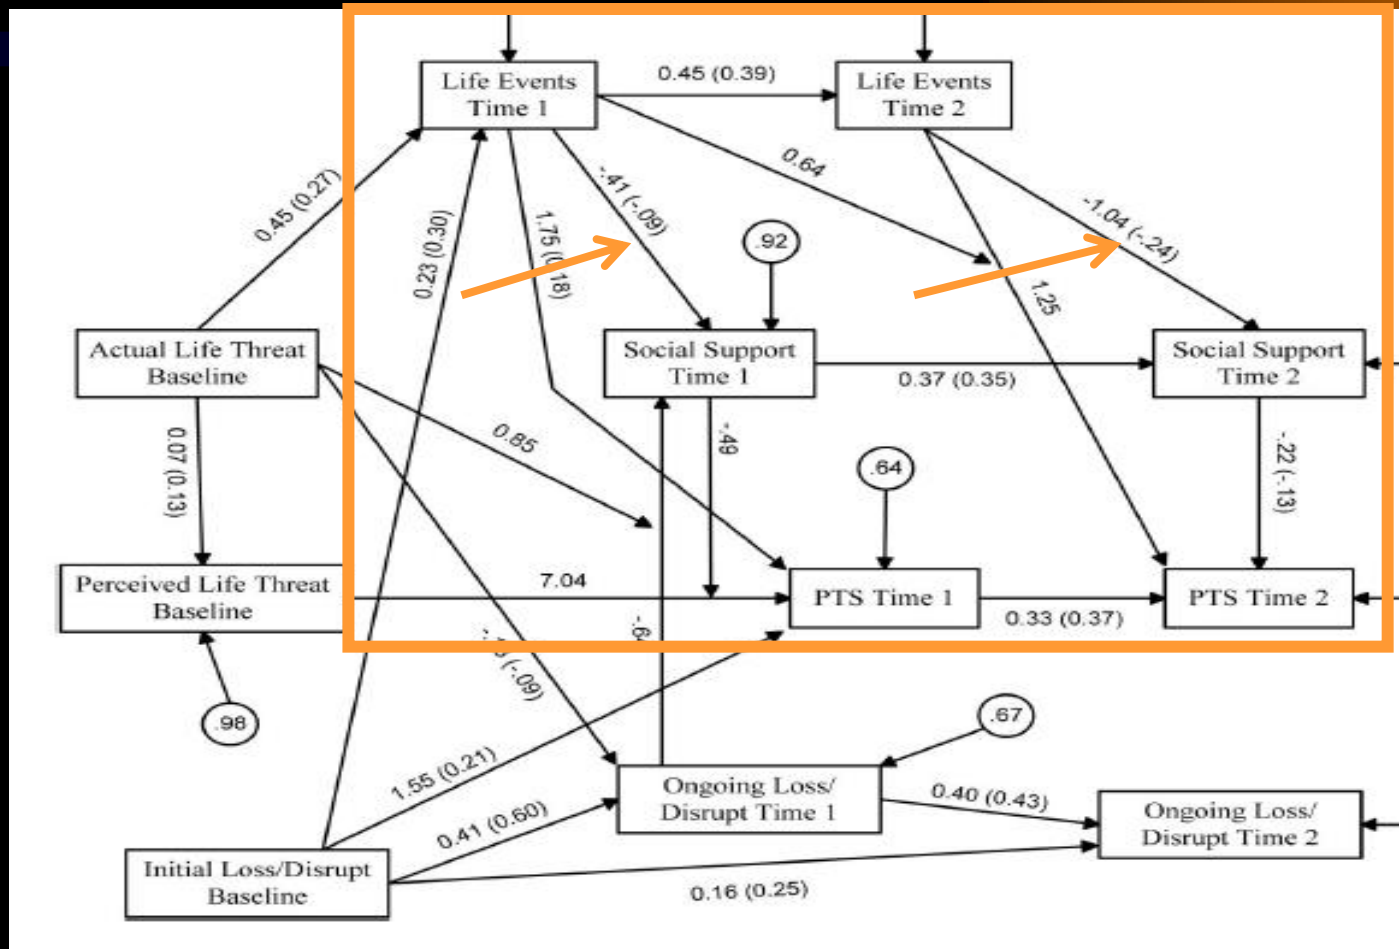 Life Events
Time 1
0.45 (0.39)
Life Events
Time 2
0.45 (0.27)
0.23 (0.30)
1.75 (0.18)
-.41 (-.09)
0.64
.92
-1.04 (-.24)
1.25
Actual Life Threat
Baseline
Social Support
Time 1
0.37 (0.35)
Social Support
Time 2
0.07 (0.13)
0.85
-.49
.64
-.22 (-.13)
Perceived Life Threat
Baseline
7.04
PTS Time 1
0.33 (0.37)
PTS Time 2
(-.09)
.98
.67
1.55 (0.21)
0.41 (0.60)
Ongoing Loss/
Disrupt Time 1
0.40 (0.43)
Ongoing Loss/
Disrupt Time 2
Initial Loss/Disrupt
Baseline
0.16 (0.25)